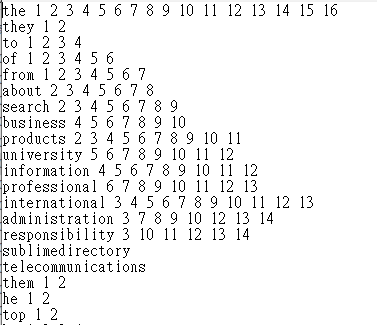 the 1 2 3 4 5 6 7 8 9 10 11 12 13 14 15 16
they 1 2
to 1 2 3 4
of 1 2 3 4 5 6
from 1 2 3 4 5 6 7
about 2 3 4 5 6 7 8
search 2 3 4 5 6 7 8 9
business 4 5 6 7 8 9 10
products 2 3 4 5 6 7 8 9 10 11
university 5 6 7 8 9 10 11 12
information 4 5 6 7 8 9 10 11 12
professional 6 7 8 9 10 11 12 13
international 3 4 5 6 7 8 9 10 11 12 13
administration 3 7 8 9 10 12 13 14
responsibility 3 10 11 12 13 14
sublimedirectory
telecommunications
them 1 2
he 1 2
top 1 2